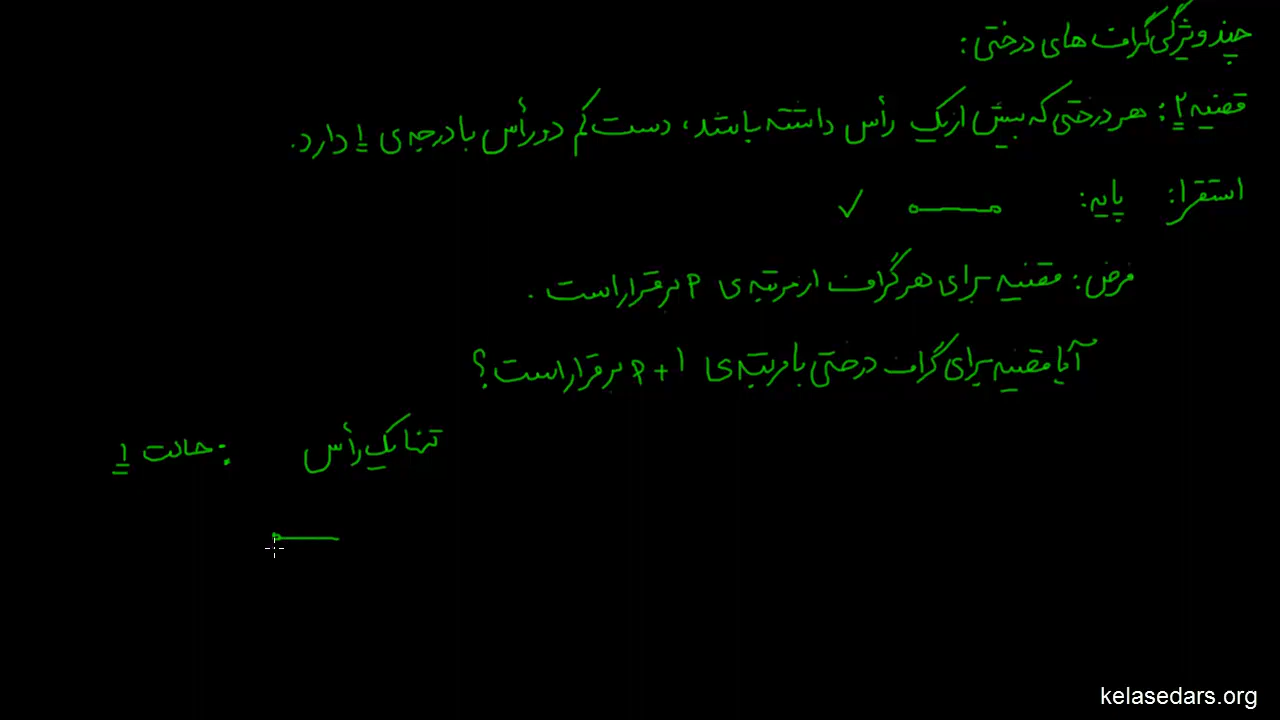 چند ویژگی گراف های درختی:
قضیه ۲: هر درختی که بیش از یک رأس داشته باشد، دست کم دو رأس با درجه ی ۱ دارد.
استقرا: پایه: ✓
فرض: قضیه برای هر گراف از مرتبه ی P برقرار است.
آیا قضیه برای گراف درختی با مرتبه ی P+1 برقرار است؟
حالت ۱: تنها یک رأس
kelasedars.org